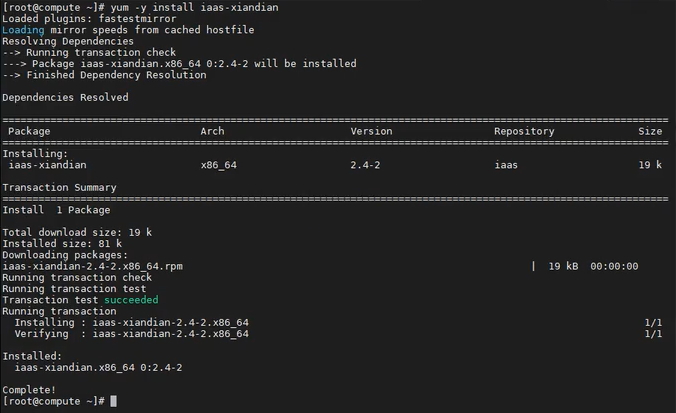 [root@compute ~]# yum -y install iaas-xiandian
Loaded plugins: fastestmirror
Loading mirror speeds from cached hostfile
Resolving Dependencies
--> Running transaction check
---> Package iaas-xiandian.x86_64 0:2.4-2 will be installed
--> Finished Dependency Resolution

Dependencies Resolved

================================================================================
Package Arch Version Repository Size
================================================================================
Installing:
iaas-xiandian x86_64 2.4-2 iaas 19 k

Transaction Summary
================================================================================
Install  1 Package

Total download size: 19 k
Installed size: 81 k
Downloading packages:
iaas-xiandian-2.4-2.x86_64.rpm | 19 kB 00:00:00
Running transaction check
Running transaction test
Transaction test succeeded
Running transaction
Installing : iaas-xiandian-2.4-2.x86_64 1/1
Verifying  : iaas-xiandian-2.4-2.x86_64 1/1

Installed:
iaas-xiandian.x86_64 0:2.4-2

Complete!
[root@compute ~]#